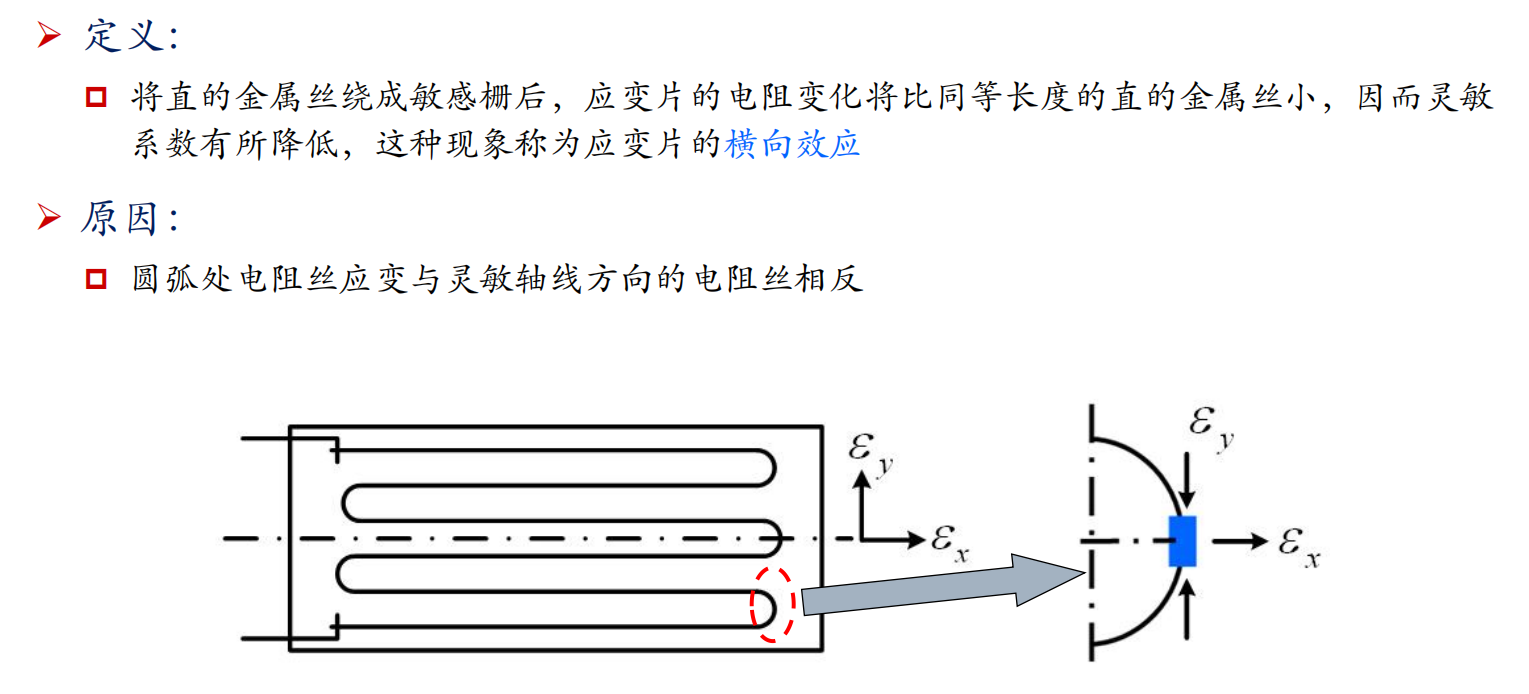 定义：
将直的金属丝绕成敏感栅后，应变片的电阻变化将比同等长度的直的金属丝小，因而灵敏
系数有所降低，这种现象称为应变片的横向效应
原因：
圆弧处电阻丝应变与灵敏轴线方向的电阻丝相反
ε_y
ε_x
ε_y
ε_x